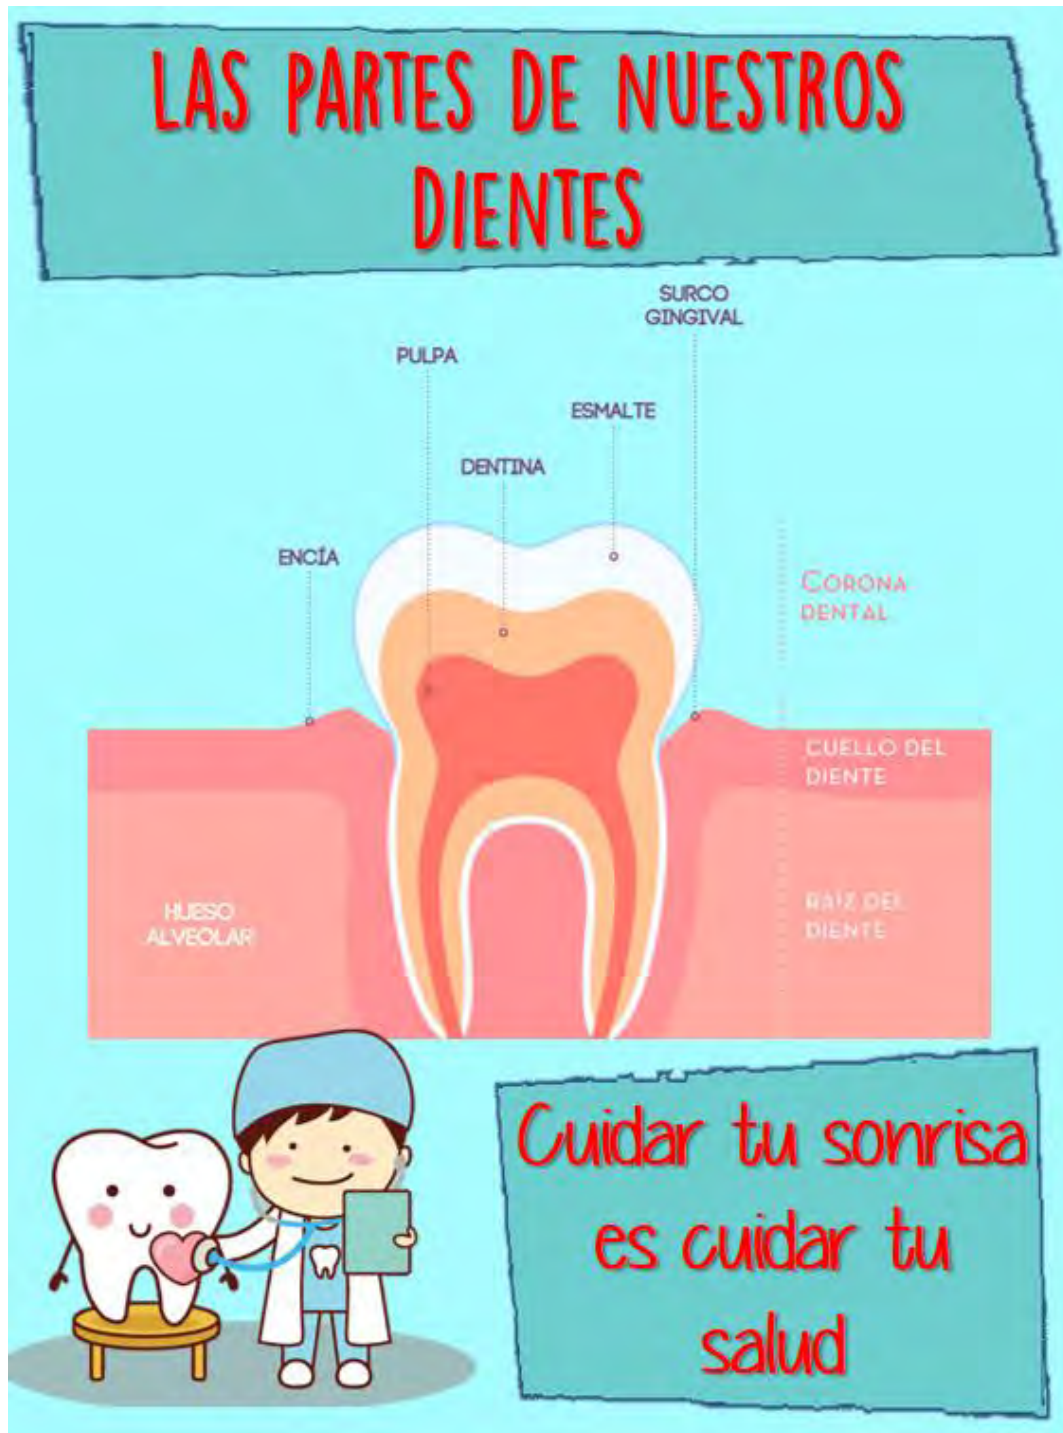 LAS PARTES DE NUESTROS
DIENTES
SURCO
GINGIVAL
PULPA
ESMALTE
DENTINA
ENCÍA
CORONA
DENTAL
CUELLO DEL
DIENTE
HUESO
ALVEOLAR
RAÍZ DEL
DIENTE
Cuidar tu sonrisa
es cuidar tu
salud